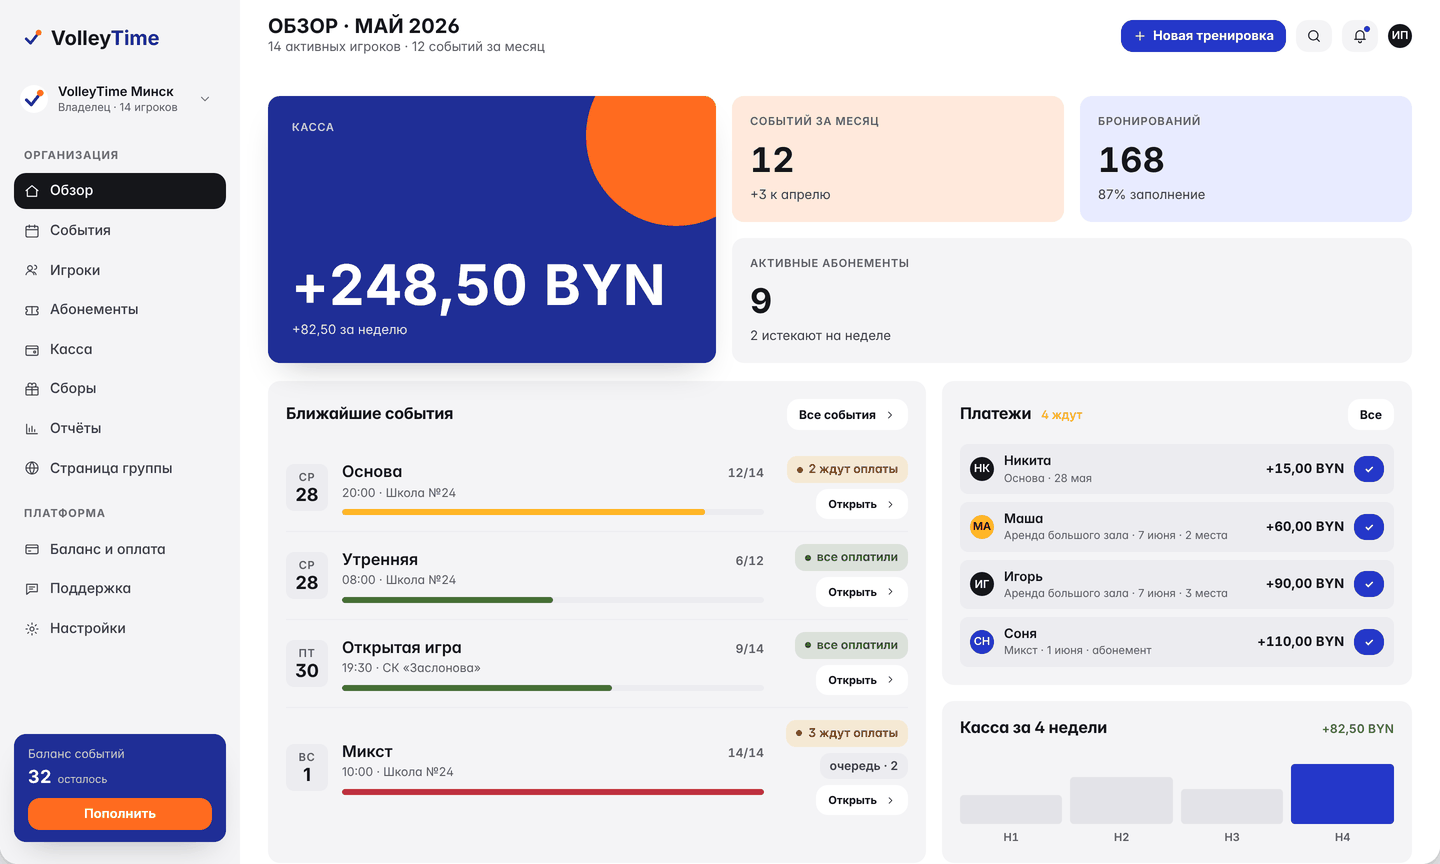 VolleyTime
VolleyTime Минск
Владелец · 14 игроков
ОРГАНИЗАЦИЯ
Обзор
События
Игроки
Абонементы
Касса
Сборы
Отчёты
Страница группы
ПЛАТФОРМА
Баланс и оплата
Поддержка
Настройки
Баланс событий
32 осталось
Пополнить
ОБЗОР · МАЙ 2026
14 активных игроков · 12 событий за месяц
+ Новая тренировка
ИП
КАССА
+248,50 BYN
+82,50 за неделю
СОБЫТИЙ ЗА МЕСЯЦ
12
+3 к апрелю
БРОНИРОВАНИЙ
168
87% заполнение
АКТИВНЫЕ АБОНЕМЕНТЫ
9
2 истекают на неделе
Ближайшие события
Все события
СР
28
Основа
20:00 · Школа №24
12/14
2 ждут оплаты
Открыть
СР
28
Утренняя
08:00 · Школа №24
6/12
все оплатили
Открыть
ПТ
30
Открытая игра
19:30 · СК «Заслонова»
9/14
все оплатили
Открыть
ВС
1
Микст
10:00 · Школа №24
14/14
3 ждут оплаты
очередь · 2
Открыть
Платежи 4 ждут
Все
НК
Никита
Основа · 28 мая
+15,00 BYN
МА
Маша
Аренда большого зала · 7 июня · 2 места
+60,00 BYN
ИГ
Игорь
Аренда большого зала · 7 июня · 3 места
+90,00 BYN
СН
Соня
Микст · 1 июня · абонемент
+110,00 BYN
Касса за 4 недели
+82,50 BYN
Н1
Н2
Н3
Н4